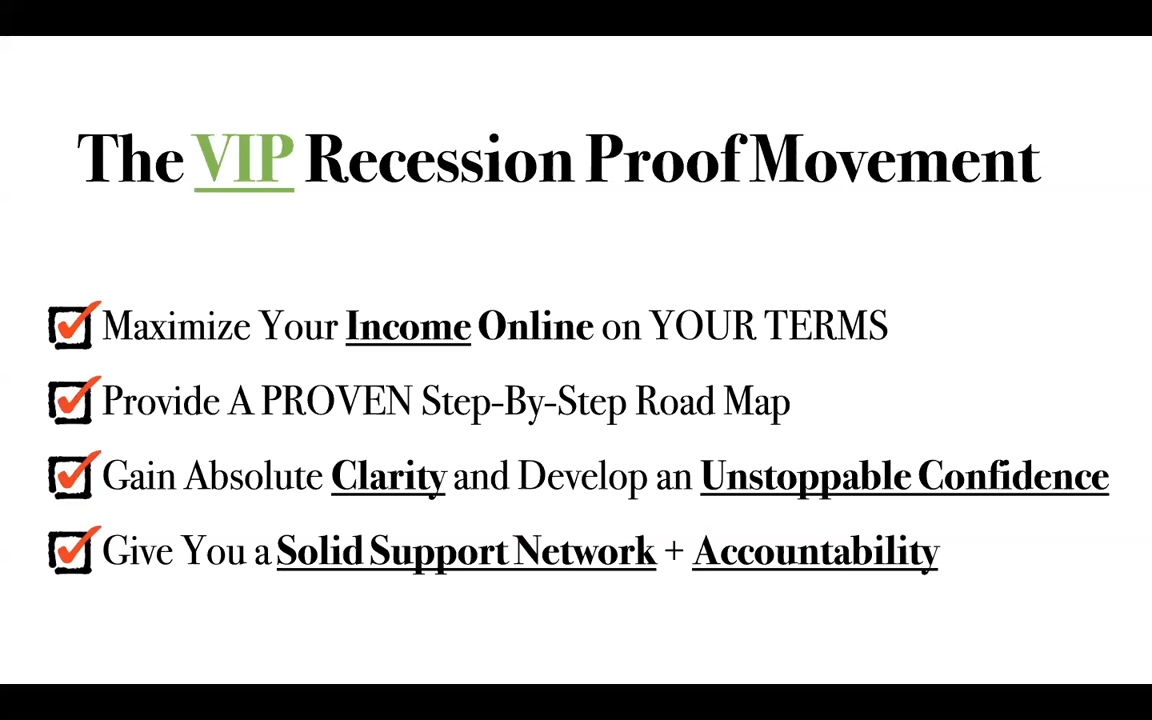 The VIP Recession Proof Movement
Maximize Your Income Online on YOUR TERMS
Provide A PROVEN Step-By-Step Road Map
Gain Absolute Clarity and Develop an Unstoppable Confidence
Give You a Solid Support Network + Accountability